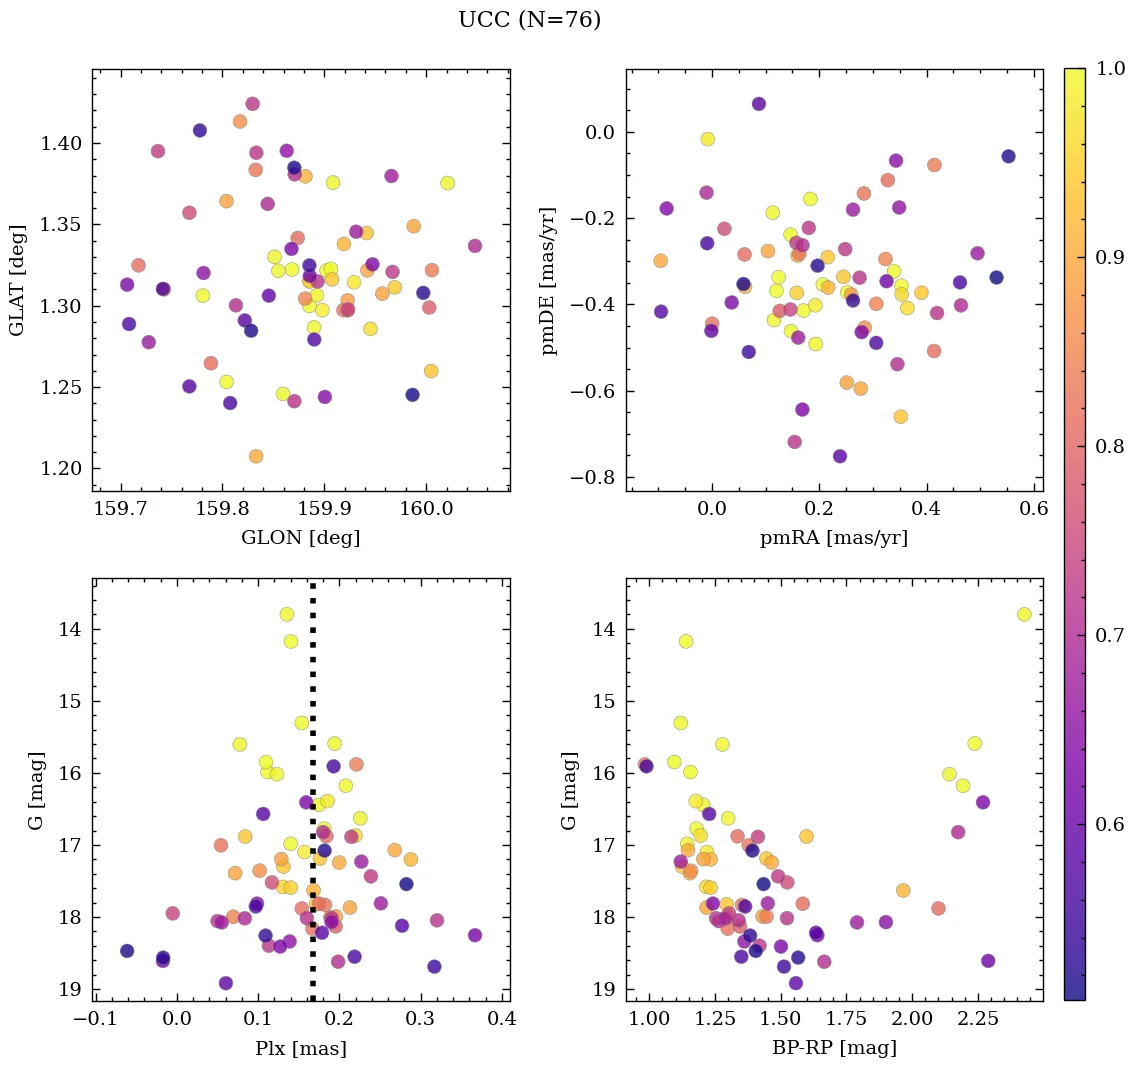 UCC (N=76)
1.40
1.35
1.30
1.25
1.20
GLAT [deg]
159.7 159.8 159.9 160.0
GLON [deg]
0.0
−0.2
−0.4
−0.6
−0.8
pmDE [mas/yr]
0.0 0.2 0.4 0.6
pmRA [mas/yr]
1.0
0.9
0.8
0.7
0.6
14
15
16
17
18
19
G [mag]
−0.1 0.0 0.1 0.2 0.3 0.4
Plx [mas]
14
15
16
17
18
19
G [mag]
1.00 1.25 1.50 1.75 2.00 2.25
BP-RP [mag]